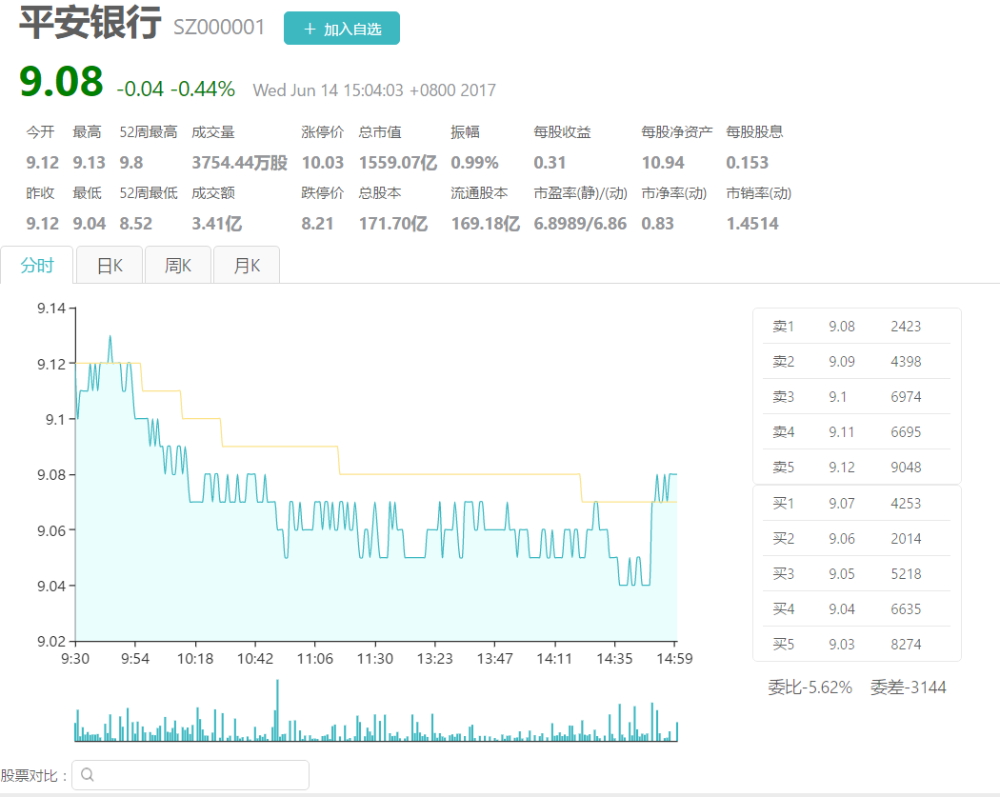 平安银行 SZ000001 + 加入自选
9.08 -0.04 -0.44% Wed Jun 14 15:04:03 +0800 2017
今开 最高 52周最高 成交量 涨停价 总市值 振幅 每股收益 每股净资产 每股股息
9.12 9.13 9.8 3754.44万股 10.03 1559.07亿 0.99% 0.31 10.94 0.153
昨收 最低 52周最低 成交额 跌停价 总股本 流通股本 市盈率(静)/(动) 市净率(动) 市销率(动)
9.12 9.04 8.52 3.41亿 8.21 171.70亿 169.18亿 6.8989/6.86 0.83 1.4514
分时 日K 周K 月K
9.14
9.12
9.1
9.08
9.06
9.04
9.02
9:30 9:54 10:18 10:42 11:06 11:30 13:23 13:47 14:11 14:35 14:59
卖1 9.08 2423
卖2 9.09 4398
卖3 9.1 6974
卖4 9.11 6695
卖5 9.12 9048
买1 9.07 4253
买2 9.06 2014
买3 9.05 5218
买4 9.04 6635
买5 9.03 8274
委比-5.62% 委差-3144
股票对比：